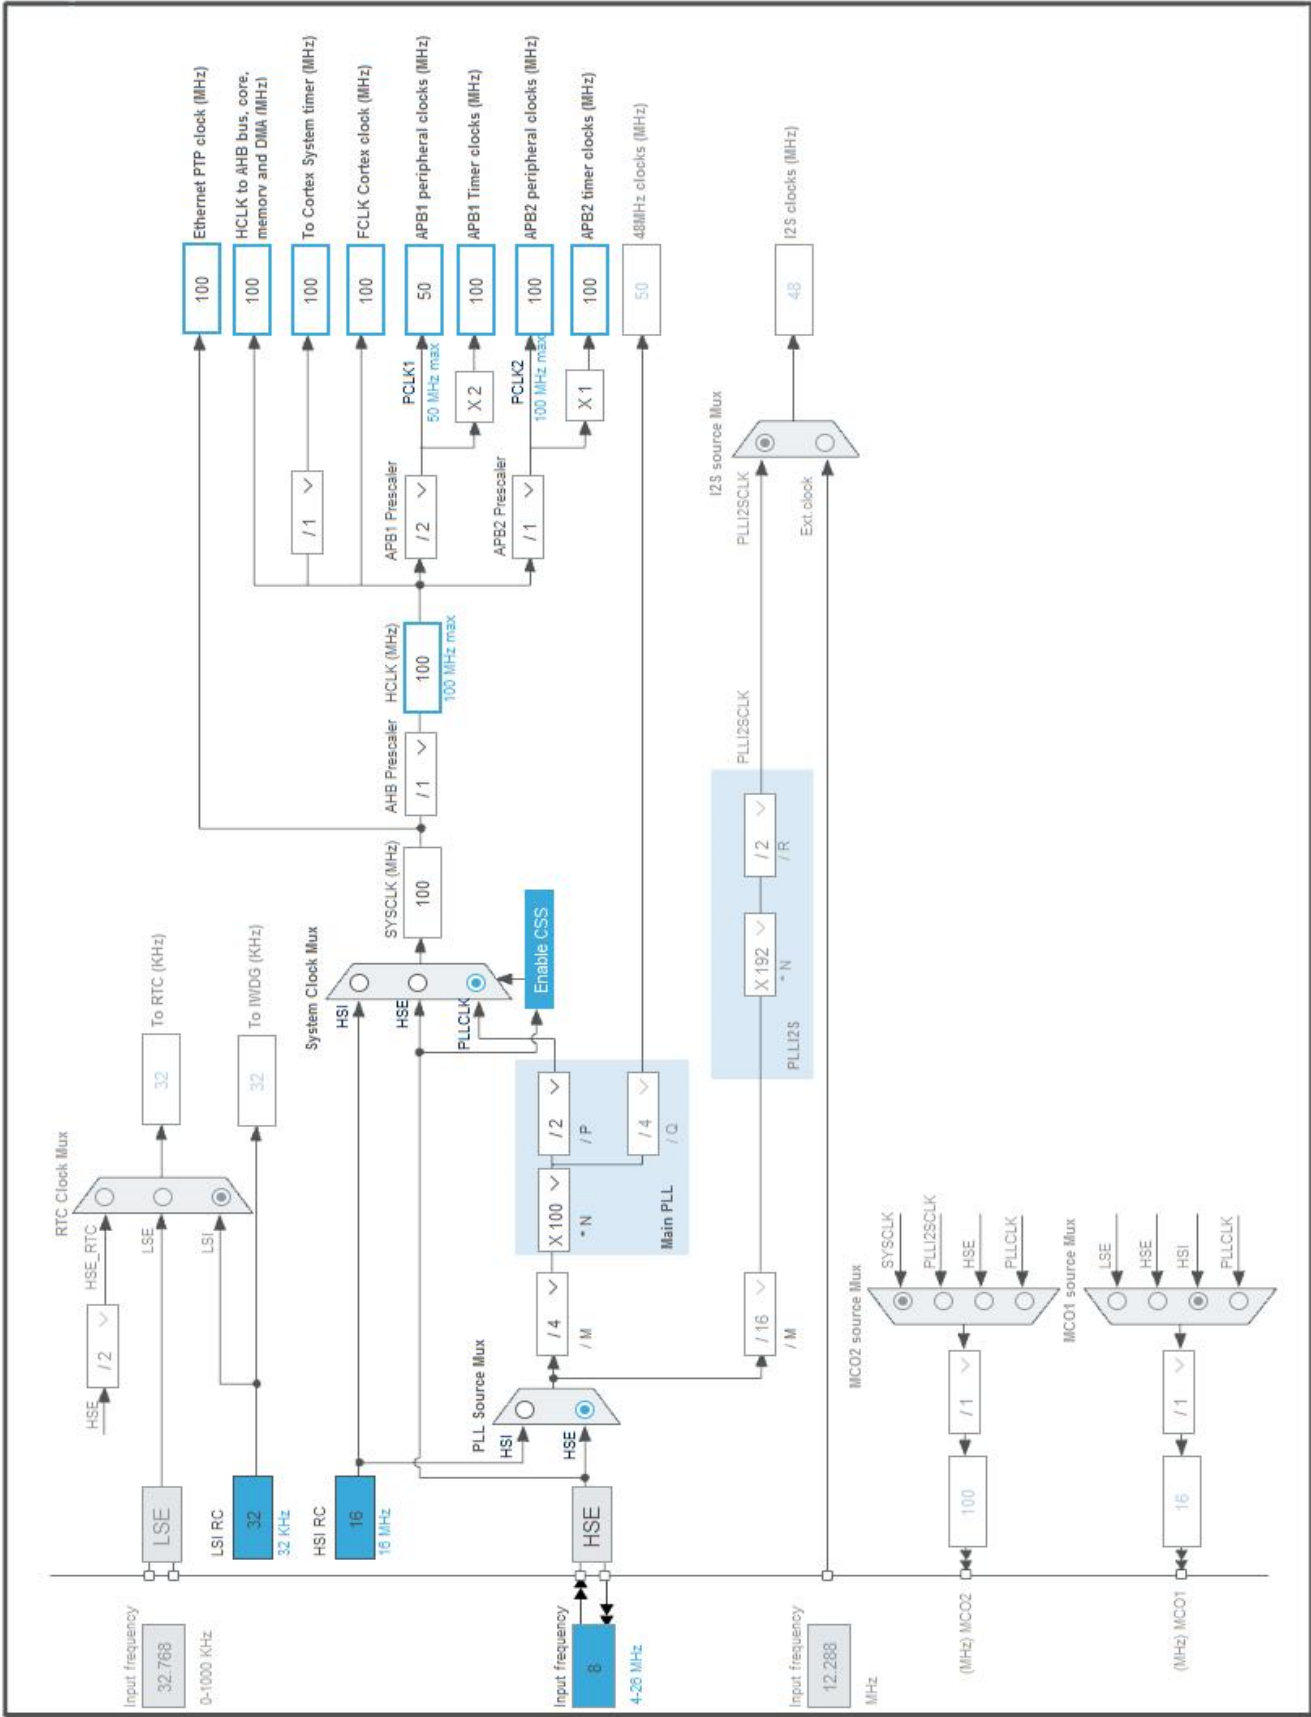 Input frequency
32.768
0-1000 KHz
LSE
HSE
/ 2
HSE_RTC
LSE
LSI
RTC Clock Mux
32
To RTC (KHz)
LSI RC
32
32 KHz
32
To IWDG (KHz)
HSI RC
16
16 MHz
Input frequency
8
4-26 MHz
HSE
PLL Source Mux
HSI
HSE
/ 4
/ M
X 100
* N
/ 2
/ P
/ 4
/ Q
Main PLL
System Clock Mux
HSI
HSE
PLLCLK
Enable CSS
SYSCLK (MHz)
100
AHB Prescaler
/ 1
HCLK (MHz)
100
100 MHz max
/ 1
APB1 Prescaler
/ 2
PCLK1
50 MHz max
X 2
APB2 Prescaler
/ 1
PCLK2
100 MHz max
X 1
100
Ethernet PTP clock (MHz)
100
HCLK to AHB bus, core,
memory and DMA (MHz)
100
To Cortex System timer (MHz)
100
FCLK Cortex clock (MHz)
50
APB1 peripheral clocks (MHz)
100
APB1 Timer clocks (MHz)
100
APB2 peripheral clocks (MHz)
100
APB2 timer clocks (MHz)
50
48MHz clocks (MHz)
/ 16
/ M
X 192
* N
/ 2
/ R
PLLI2S
PLLI2SCLK
PLLI2SCLK
Ext.clock
I2S source Mux
48
I2S clocks (MHz)
Input frequency
12.288
MHz
MCO2 source Mux
SYSCLK
PLLI2SCLK
HSE
PLLCLK
/ 1
100
(MHz) MCO2
MCO1 source Mux
LSE
HSE
HSI
PLLCLK
/ 1
16
(MHz) MCO1